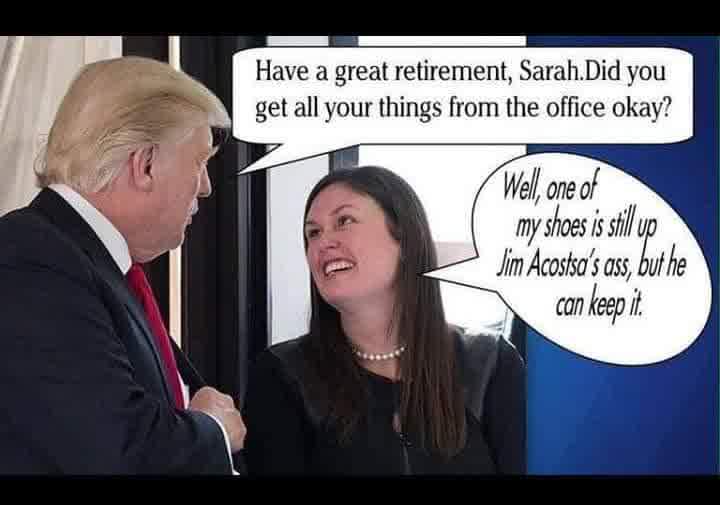 Have a great retirement, Sarah.Did you
get all your things from the office okay?
Well, one of
my shoes is still up
Jim Acostsa's ass, but he
can keep it.